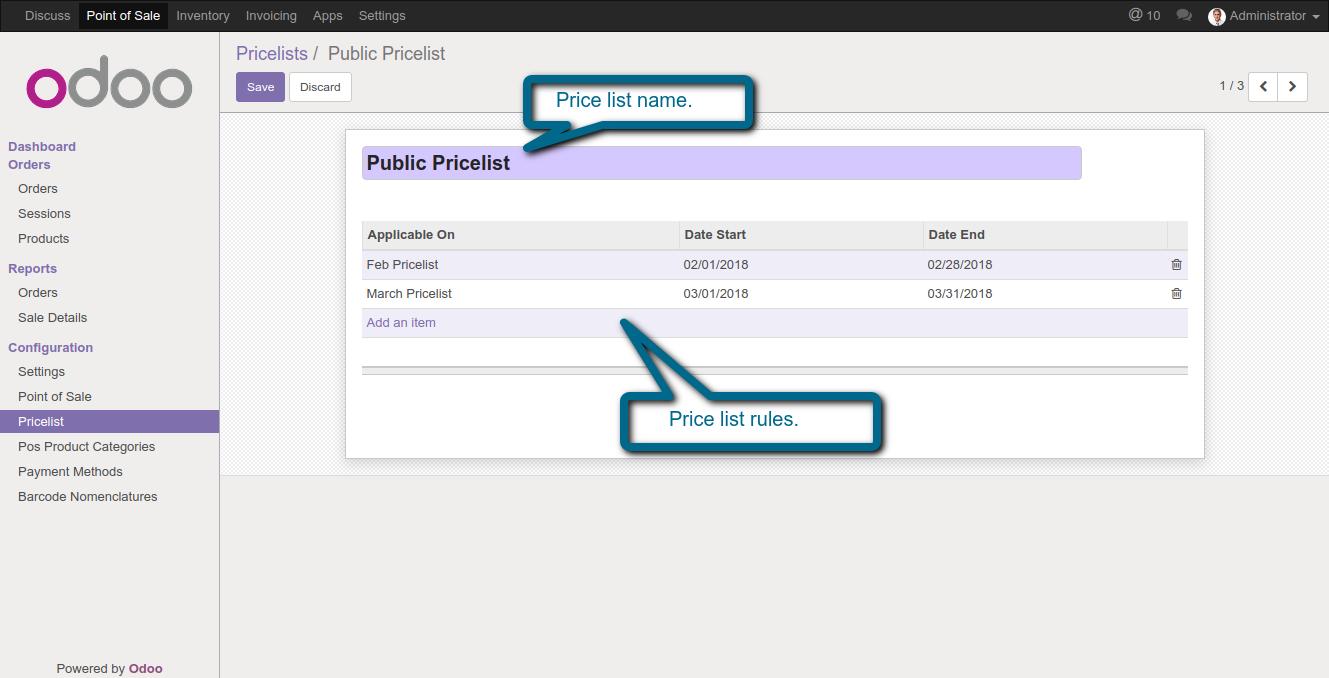 Discuss Point of Sale Inventory Invoicing Apps Settings @ 10 Administrator
odoo
Dashboard
Orders
Orders
Sessions
Products
Reports
Orders
Sale Details
Configuration
Settings
Point of Sale
Pricelist
Pos Product Categories
Payment Methods
Barcode Nomenclatures
Powered by Odoo
Pricelists / Public Pricelist
Save Discard 1 / 3
Price list name.
Public Pricelist
Applicable On Date Start Date End
Feb Pricelist 02/01/2018 02/28/2018
March Pricelist 03/01/2018 03/31/2018
Add an item
Price list rules.